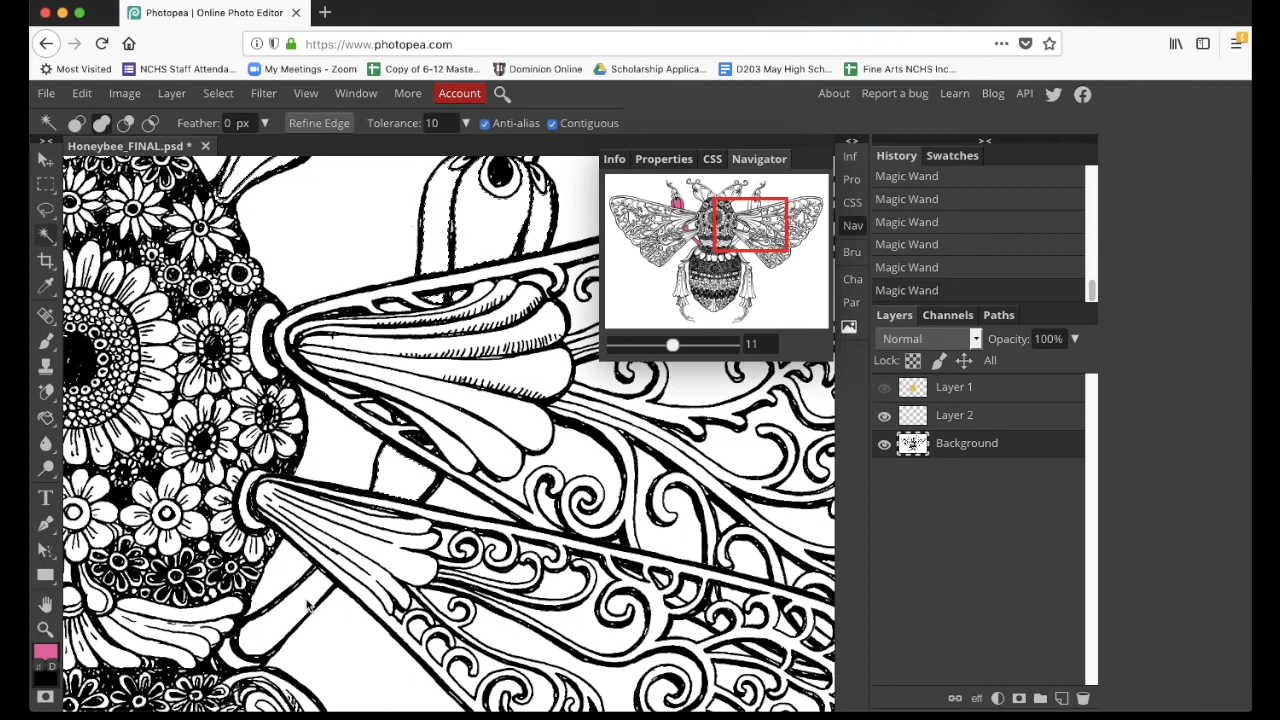 Photopea | Online Photo Editor
https://www.photopea.com
Most Visited NCHS Staff Attenda... My Meetings - Zoom Copy of 6-12 Maste... Dominion Online Scholarship Applica... D203 May High Sch... Fine Arts NCHS Inc...
File Edit Image Layer Select Filter View Window More Account About Report a bug Learn Blog API
Feather: 0 px Refine Edge Tolerance: 10 Anti-alias Contiguous
Honeybee_FINAL.psd *
Info Properties CSS Navigator
11
Inf
Pro
CSS
Nav
Bru
Cha
Par
History Swatches
Magic Wand
Magic Wand
Magic Wand
Magic Wand
Magic Wand
Magic Wand
Layers Channels Paths
Normal Opacity: 100%
Lock: All
Layer 1
Layer 2
Background
D
eff